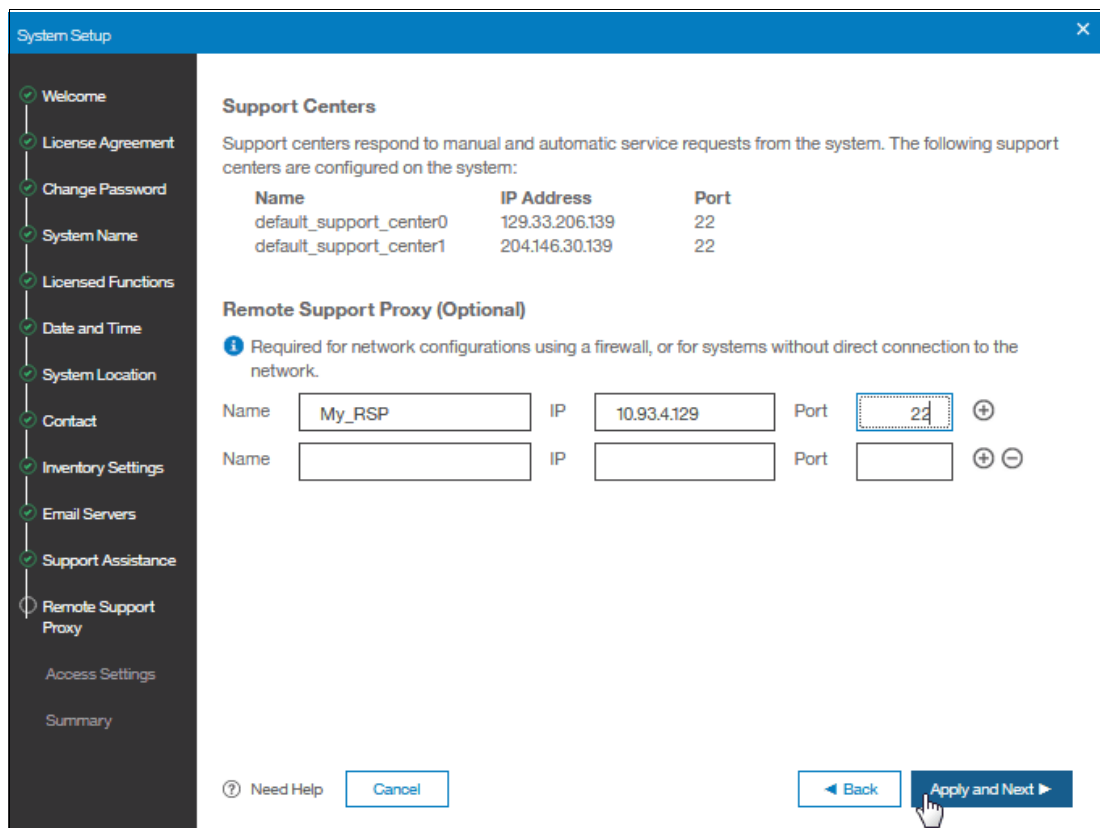 System Setup
Welcome
License Agreement
Change Password
System Name
Licensed Functions
Date and Time
System Location
Contact
Inventory Settings
Email Servers
Support Assistance
Remote Support
Proxy
Access Settings
Summary
Support Centers
Support centers respond to manual and automatic service requests from the system. The following support
centers are configured on the system:
Name IP Address Port
default_support_center0 129.33.206.139 22
default_support_center1 204.146.30.139 22
Remote Support Proxy (Optional)
Required for network configurations using a firewall, or for systems without direct connection to the
network.
Name My_RSP IP 10.93.4.129 Port 22
Name IP Port
Need Help Cancel Back Apply and Next